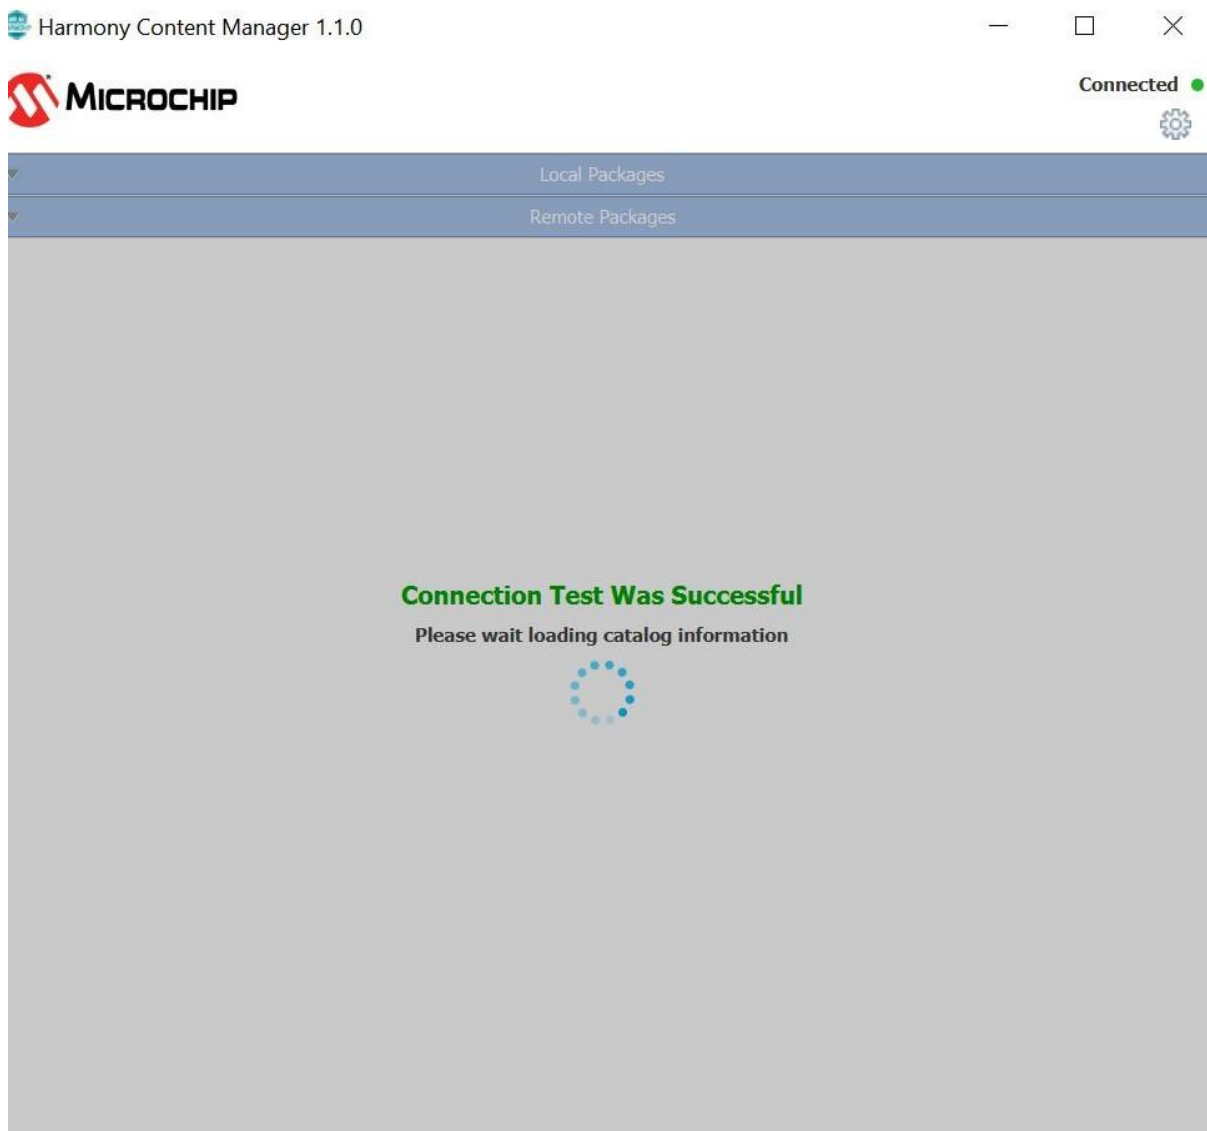 Harmony Content Manager 1.1.0
MICROCHIP
Connected
Local Packages
Remote Packages
Connection Test Was Successful
Please wait loading catalog information